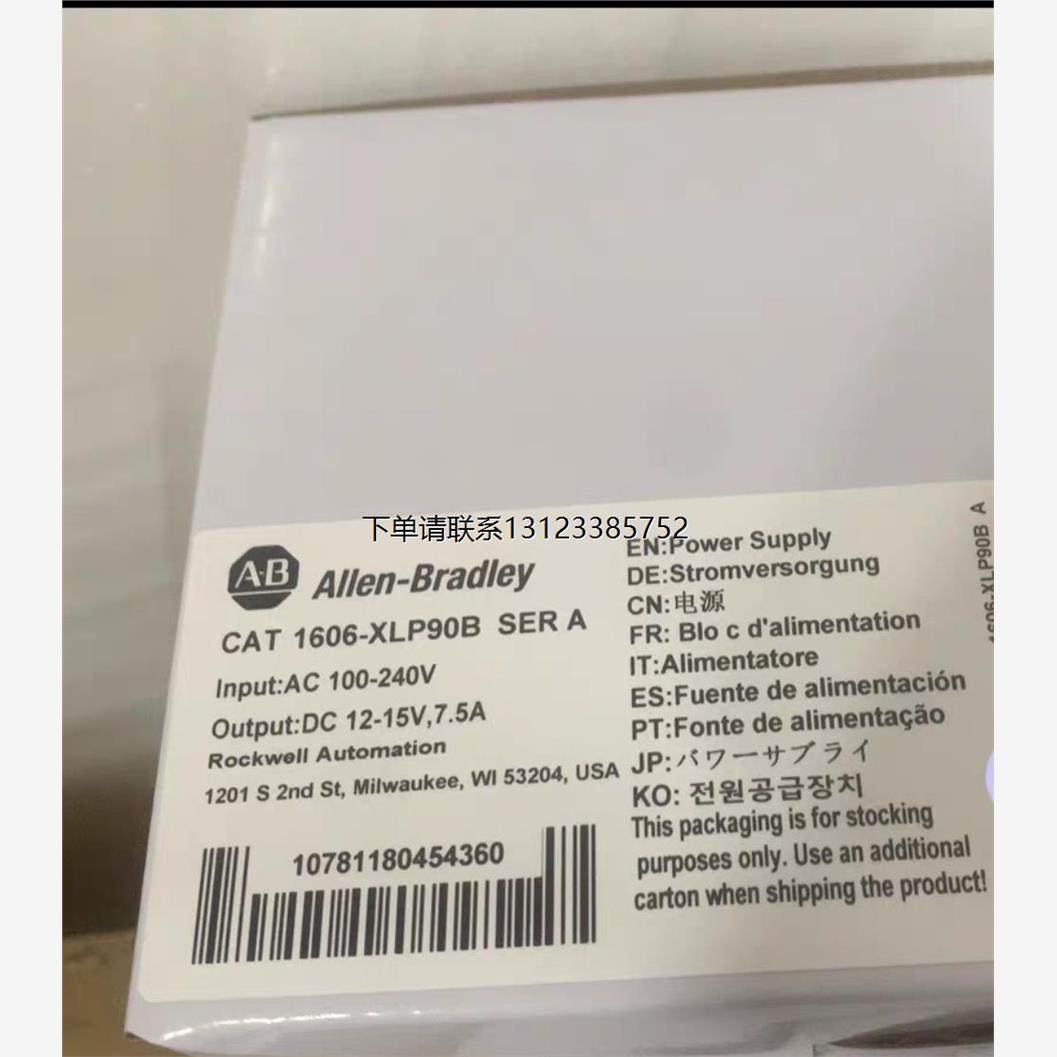 下单请联系13123385752
A·B Allen-Bradley
CAT 1606-XLP90B SER A
Input:AC 100-240V
Output:DC 12-15V,7.5A
Rockwell Automation
1201 S 2nd St, Milwaukee, WI 53204, USA
10781180454360
EN:Power Supply
DE:Stromversorgung
CN:电源
FR: Blo c d'alimentation
IT:Alimentatore
ES:Fuente de alimentación
PT:Fonte de alimentação
JP:パワーサプライ
KO: 전원공급장치
This packaging is for stocking
purposes only. Use an additional
carton when shipping the product!
1606-XLP90B A